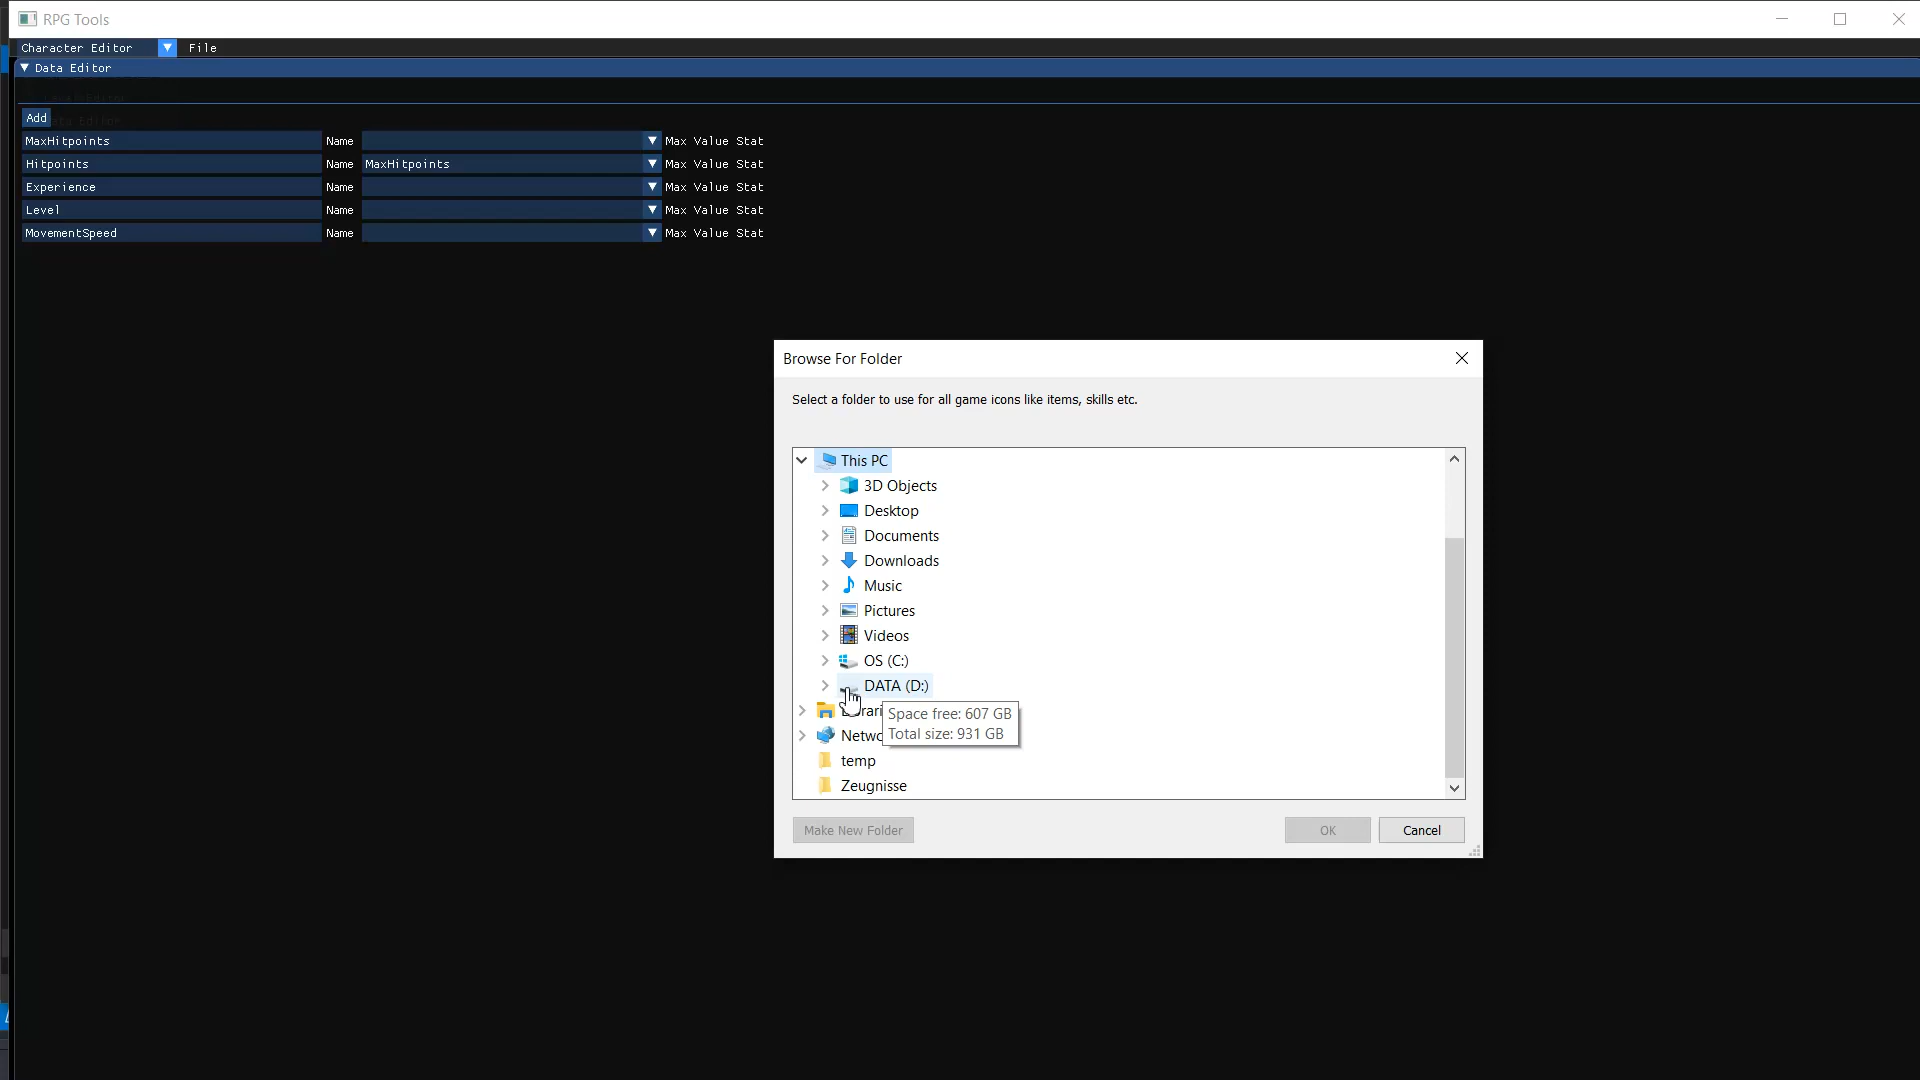 RPG Tools
Character Editor File
Data Editor
Add
MaxHitpoints Name Max Value Stat
Hitpoints Name MaxHitpoints Max Value Stat
Experience Name Max Value Stat
Level Name Max Value Stat
MovementSpeed Name Max Value Stat
Browse For Folder
Select a folder to use for all game icons like items, skills etc.
This PC
3D Objects
Desktop
Documents
Downloads
Music
Pictures
Videos
OS (C:)
DATA (D:)
Space free: 607 GB
Total size: 931 GB
temp
Zeugnisse
Make New Folder OK Cancel